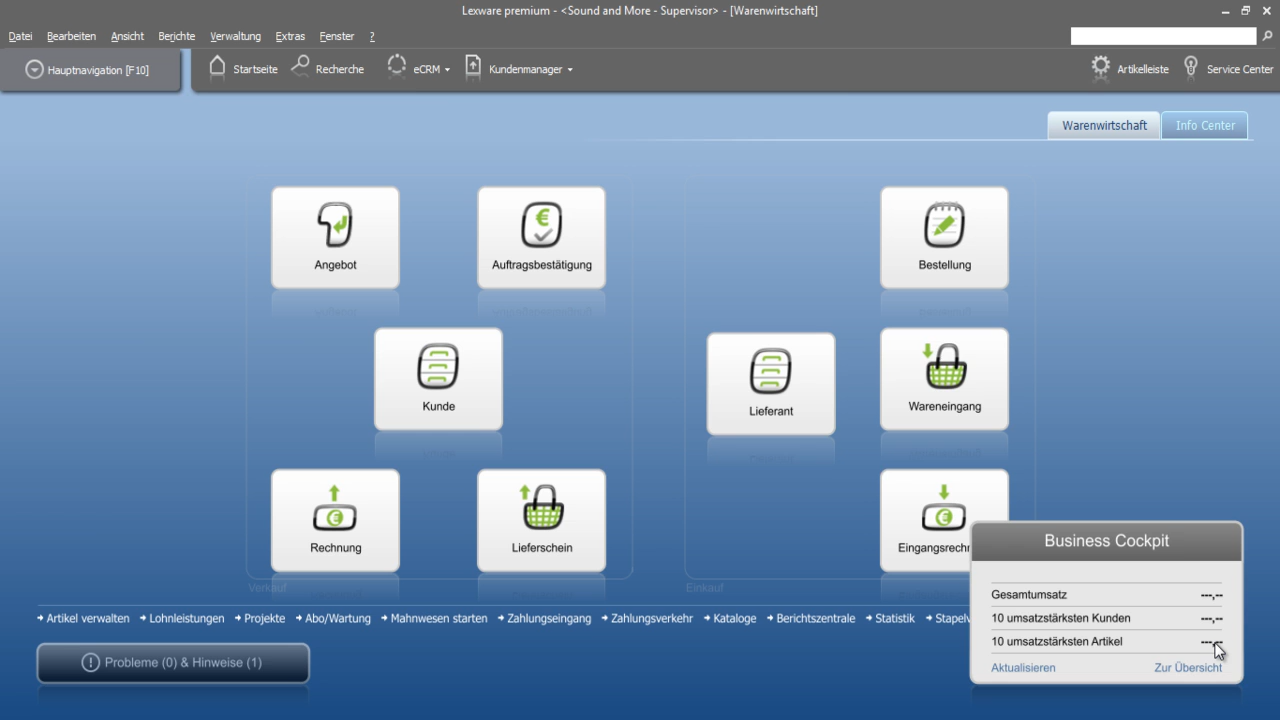 Lexware premium - <Sound and More - Supervisor> - [Warenwirtschaft]
Datei Bearbeiten Ansicht Berichte Verwaltung Extras Fenster ?
Hauptnavigation [F10] Startseite Recherche eCRM Kundenmanager Artikelleiste Service Center
Warenwirtschaft Info Center
Angebot Auftragsbestätigung Bestellung
Kunde Lieferant Wareneingang
Rechnung Lieferschein
Verkauf Einkauf
Business Cockpit
Gesamtumsatz ---,--
10 umsatzstärksten Kunden ---,--
10 umsatzstärksten Artikel ---,--
Aktualisieren Zur Übersicht
Artikel verwalten Lohnleistungen Projekte Abo/Wartung Mahnwesen starten Zahlungseingang Zahlungsverkehr Kataloge Berichtszentrale Statistik
Probleme (0) & Hinweise (1)